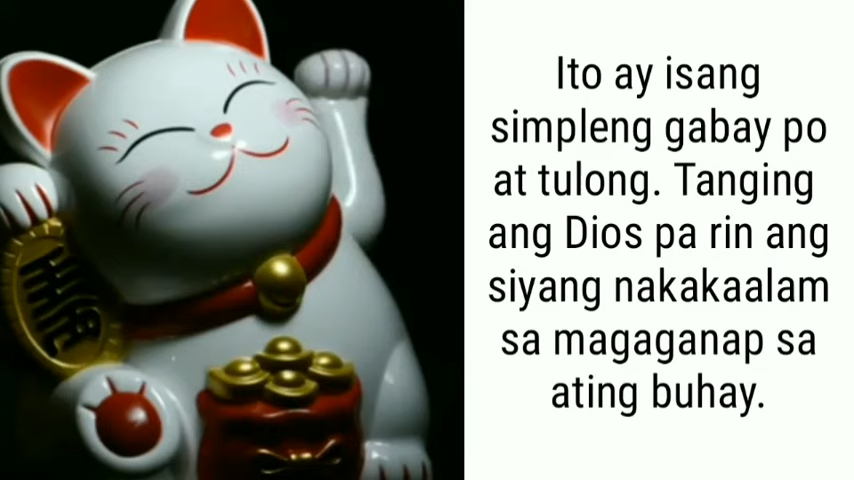 Ito ay isang
simpleng gabay po
at tulong. Tanging
ang Dios pa rin ang
siyang nakakaalam
sa magaganap sa
ating buhay.